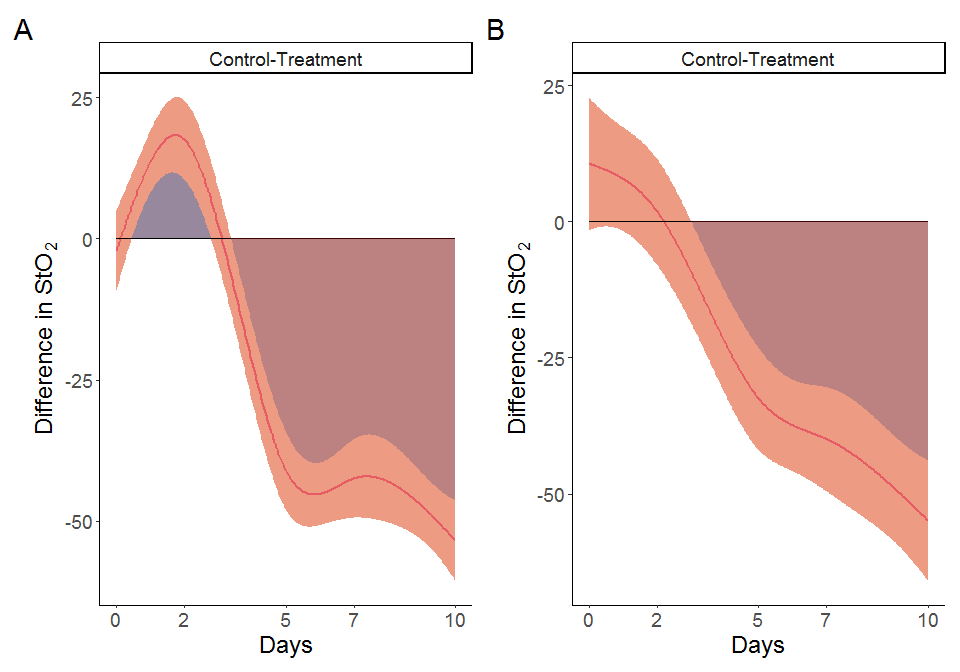 A
Control-Treatment
25
0
-25
-50
Difference in StO₂
0 2 5 7 10
Days
B
Control-Treatment
25
0
-25
-50
Difference in StO₂
0 2 5 7 10
Days